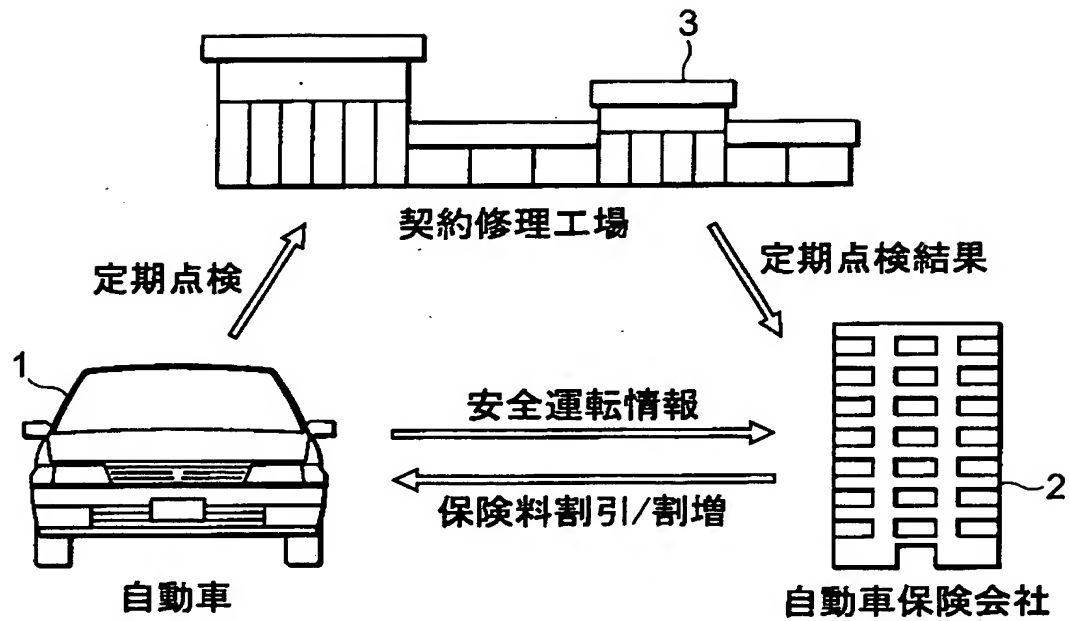 3
契約修理工場
定期点検
定期点検結果
1
安全運転情報
保険料割引/割増
2
自動車
自動車保険会社